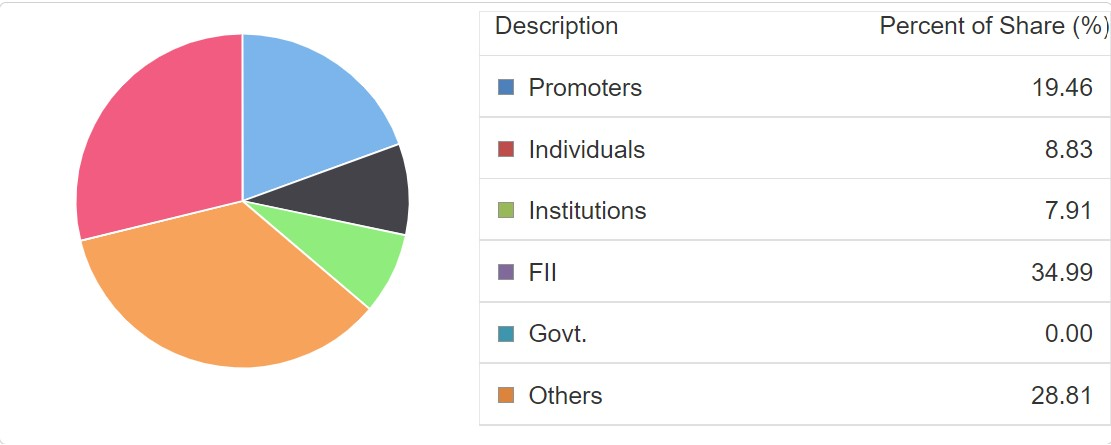 Description Percent of Share (%)
Promoters 19.46
Individuals 8.83
Institutions 7.91
FII 34.99
Govt. 0.00
Others 28.81